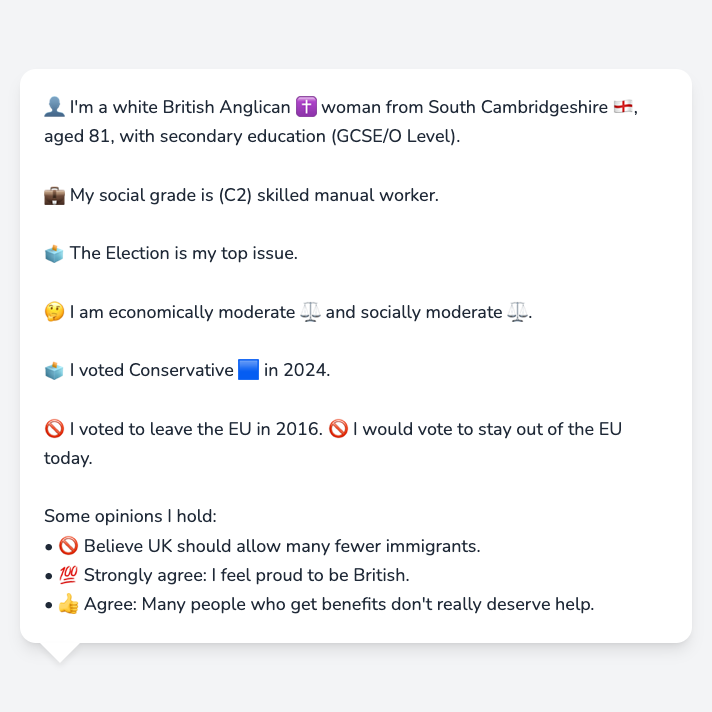 👤 I'm a white British Anglican ✝️ woman from South Cambridgeshire 🏴󠁧󠁢󠁥󠁮󠁧󠁿,
aged 81, with secondary education (GCSE/O Level).
💼 My social grade is (C2) skilled manual worker.
🗳️ The Election is my top issue.
🤔 I am economically moderate ⚖️ and socially moderate ⚖️.
🗳️ I voted Conservative 🟦 in 2024.
🚫 I voted to leave the EU in 2016. 🚫 I would vote to stay out of the EU
today.
Some opinions I hold:
• 🚫 Believe UK should allow many fewer immigrants.
• 💯 Strongly agree: I feel proud to be British.
• 👍 Agree: Many people who get benefits don't really deserve help.